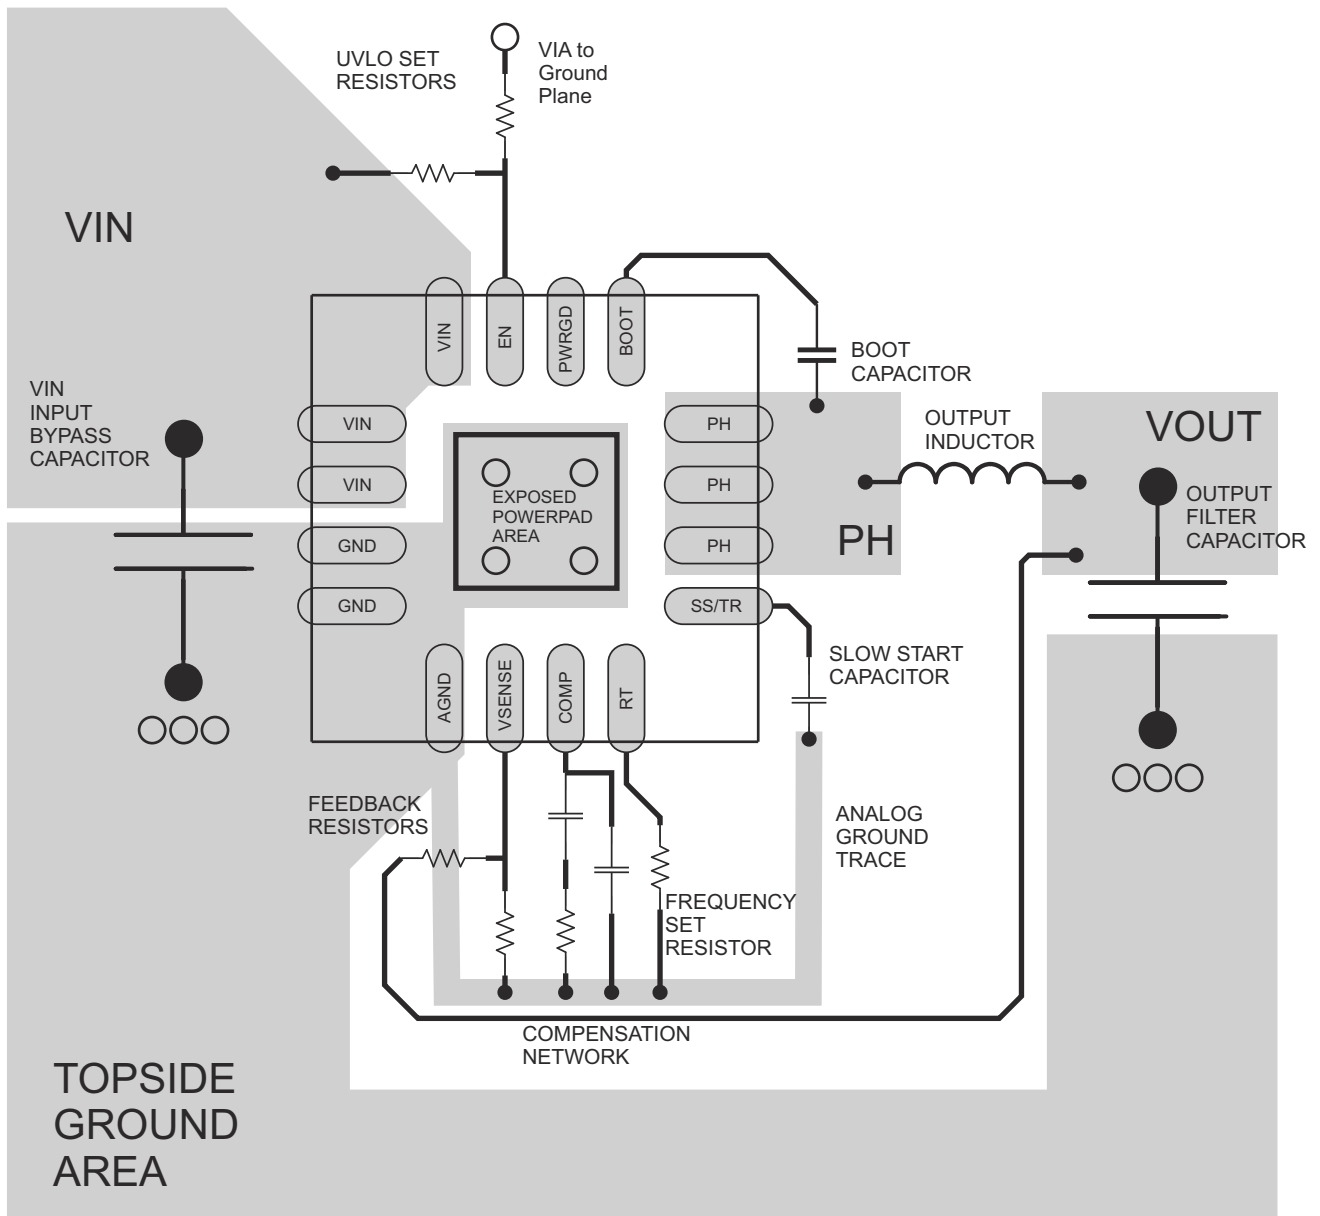 UVLO SET
RESISTORS
VIA to
Ground
Plane
VIN
VIN
EN
PWRGD
BOOT
BOOT
CAPACITOR
VIN
INPUT
BYPASS
CAPACITOR
VIN
VIN
GND
GND
EXPOSED
POWERPAD
AREA
PH
PH
PH
SS/TR
OUTPUT
INDUCTOR
VOUT
PH
OUTPUT
FILTER
CAPACITOR
AGND
VSENSE
COMP
RT
SLOW START
CAPACITOR
FEEDBACK
RESISTORS
ANALOG
GROUND
TRACE
FREQUENCY
SET
RESISTOR
COMPENSATION
NETWORK
TOPSIDE
GROUND
AREA